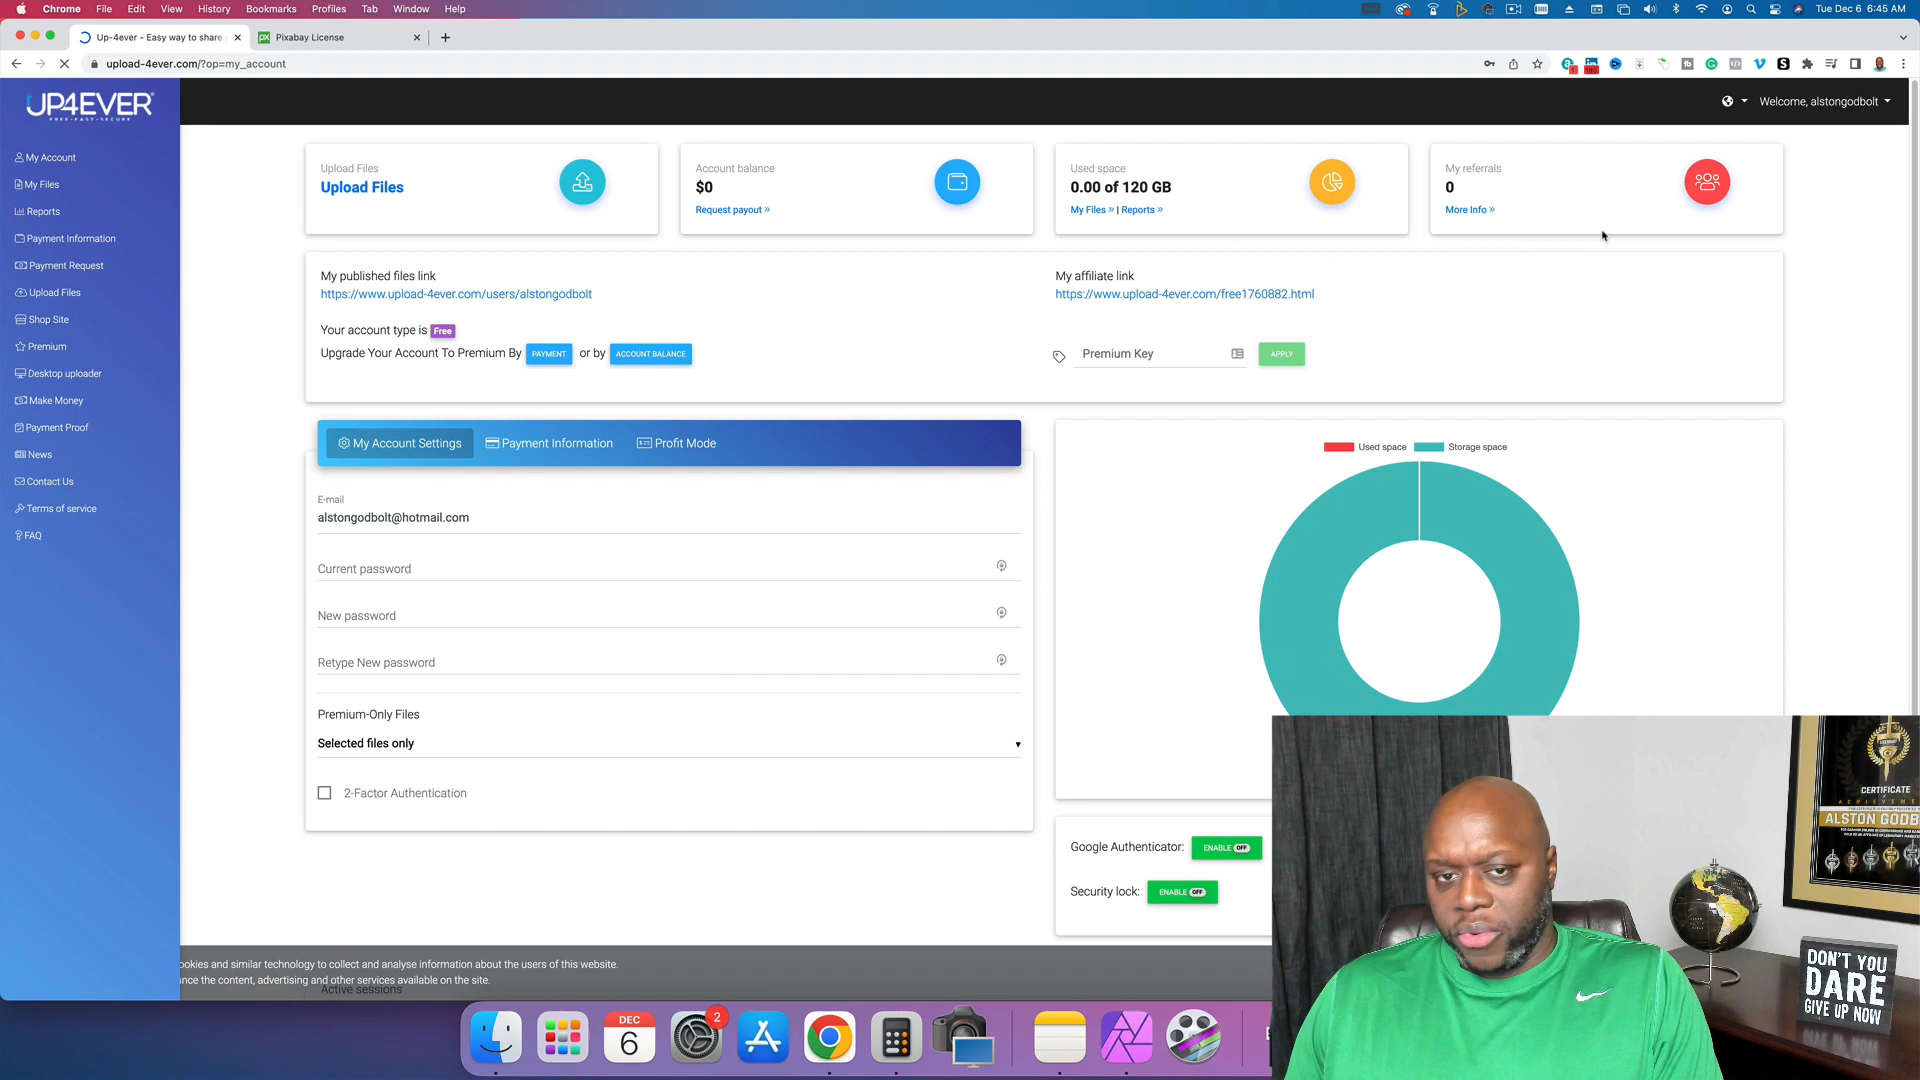 Chrome File Edit View History Bookmarks Profiles Tab Window Help
Tue Dec 6 6:45 AM
Up-4ever - Easy way to share
Pixabay License
upload-4ever.com/?op=my_account
UP4EVER
FREE-FAST-SECURE
Welcome, alstongodbolt
My Account
My Files
Reports
Payment Information
Payment Request
Upload Files
Shop Site
Premium
Desktop uploader
Make Money
Payment Proof
News
Contact Us
Terms of service
FAQ
Upload Files
Upload Files
Account balance
$0
Request payout »
Used space
0.00 of 120 GB
My Files » | Reports »
My referrals
0
More Info »
My published files link
https://www.upload-4ever.com/users/alstongodbolt
My affiliate link
https://www.upload-4ever.com/free1760882.html
Your account type is Free
Upgrade Your Account To Premium By PAYMENT or by ACCOUNT BALANCE
Premium Key
APPLY
My Account Settings
Payment Information
Profit Mode
E-mail
alstongodbolt@hotmail.com
Current password
New password
Retype New password
Premium-Only Files
Selected files only
2-Factor Authentication
Used space
Storage space
Google Authenticator: ENABLE OFF
Security lock: ENABLE OFF
ookies and similar technology to collect and analyse information about the users of this website.
nce the content, advertising and other services available on the site.
Active sessions
DEC
6
2
CERTIFICATE
ALSTON GODB
DON'T YOU
DARE
GIVE UP NOW